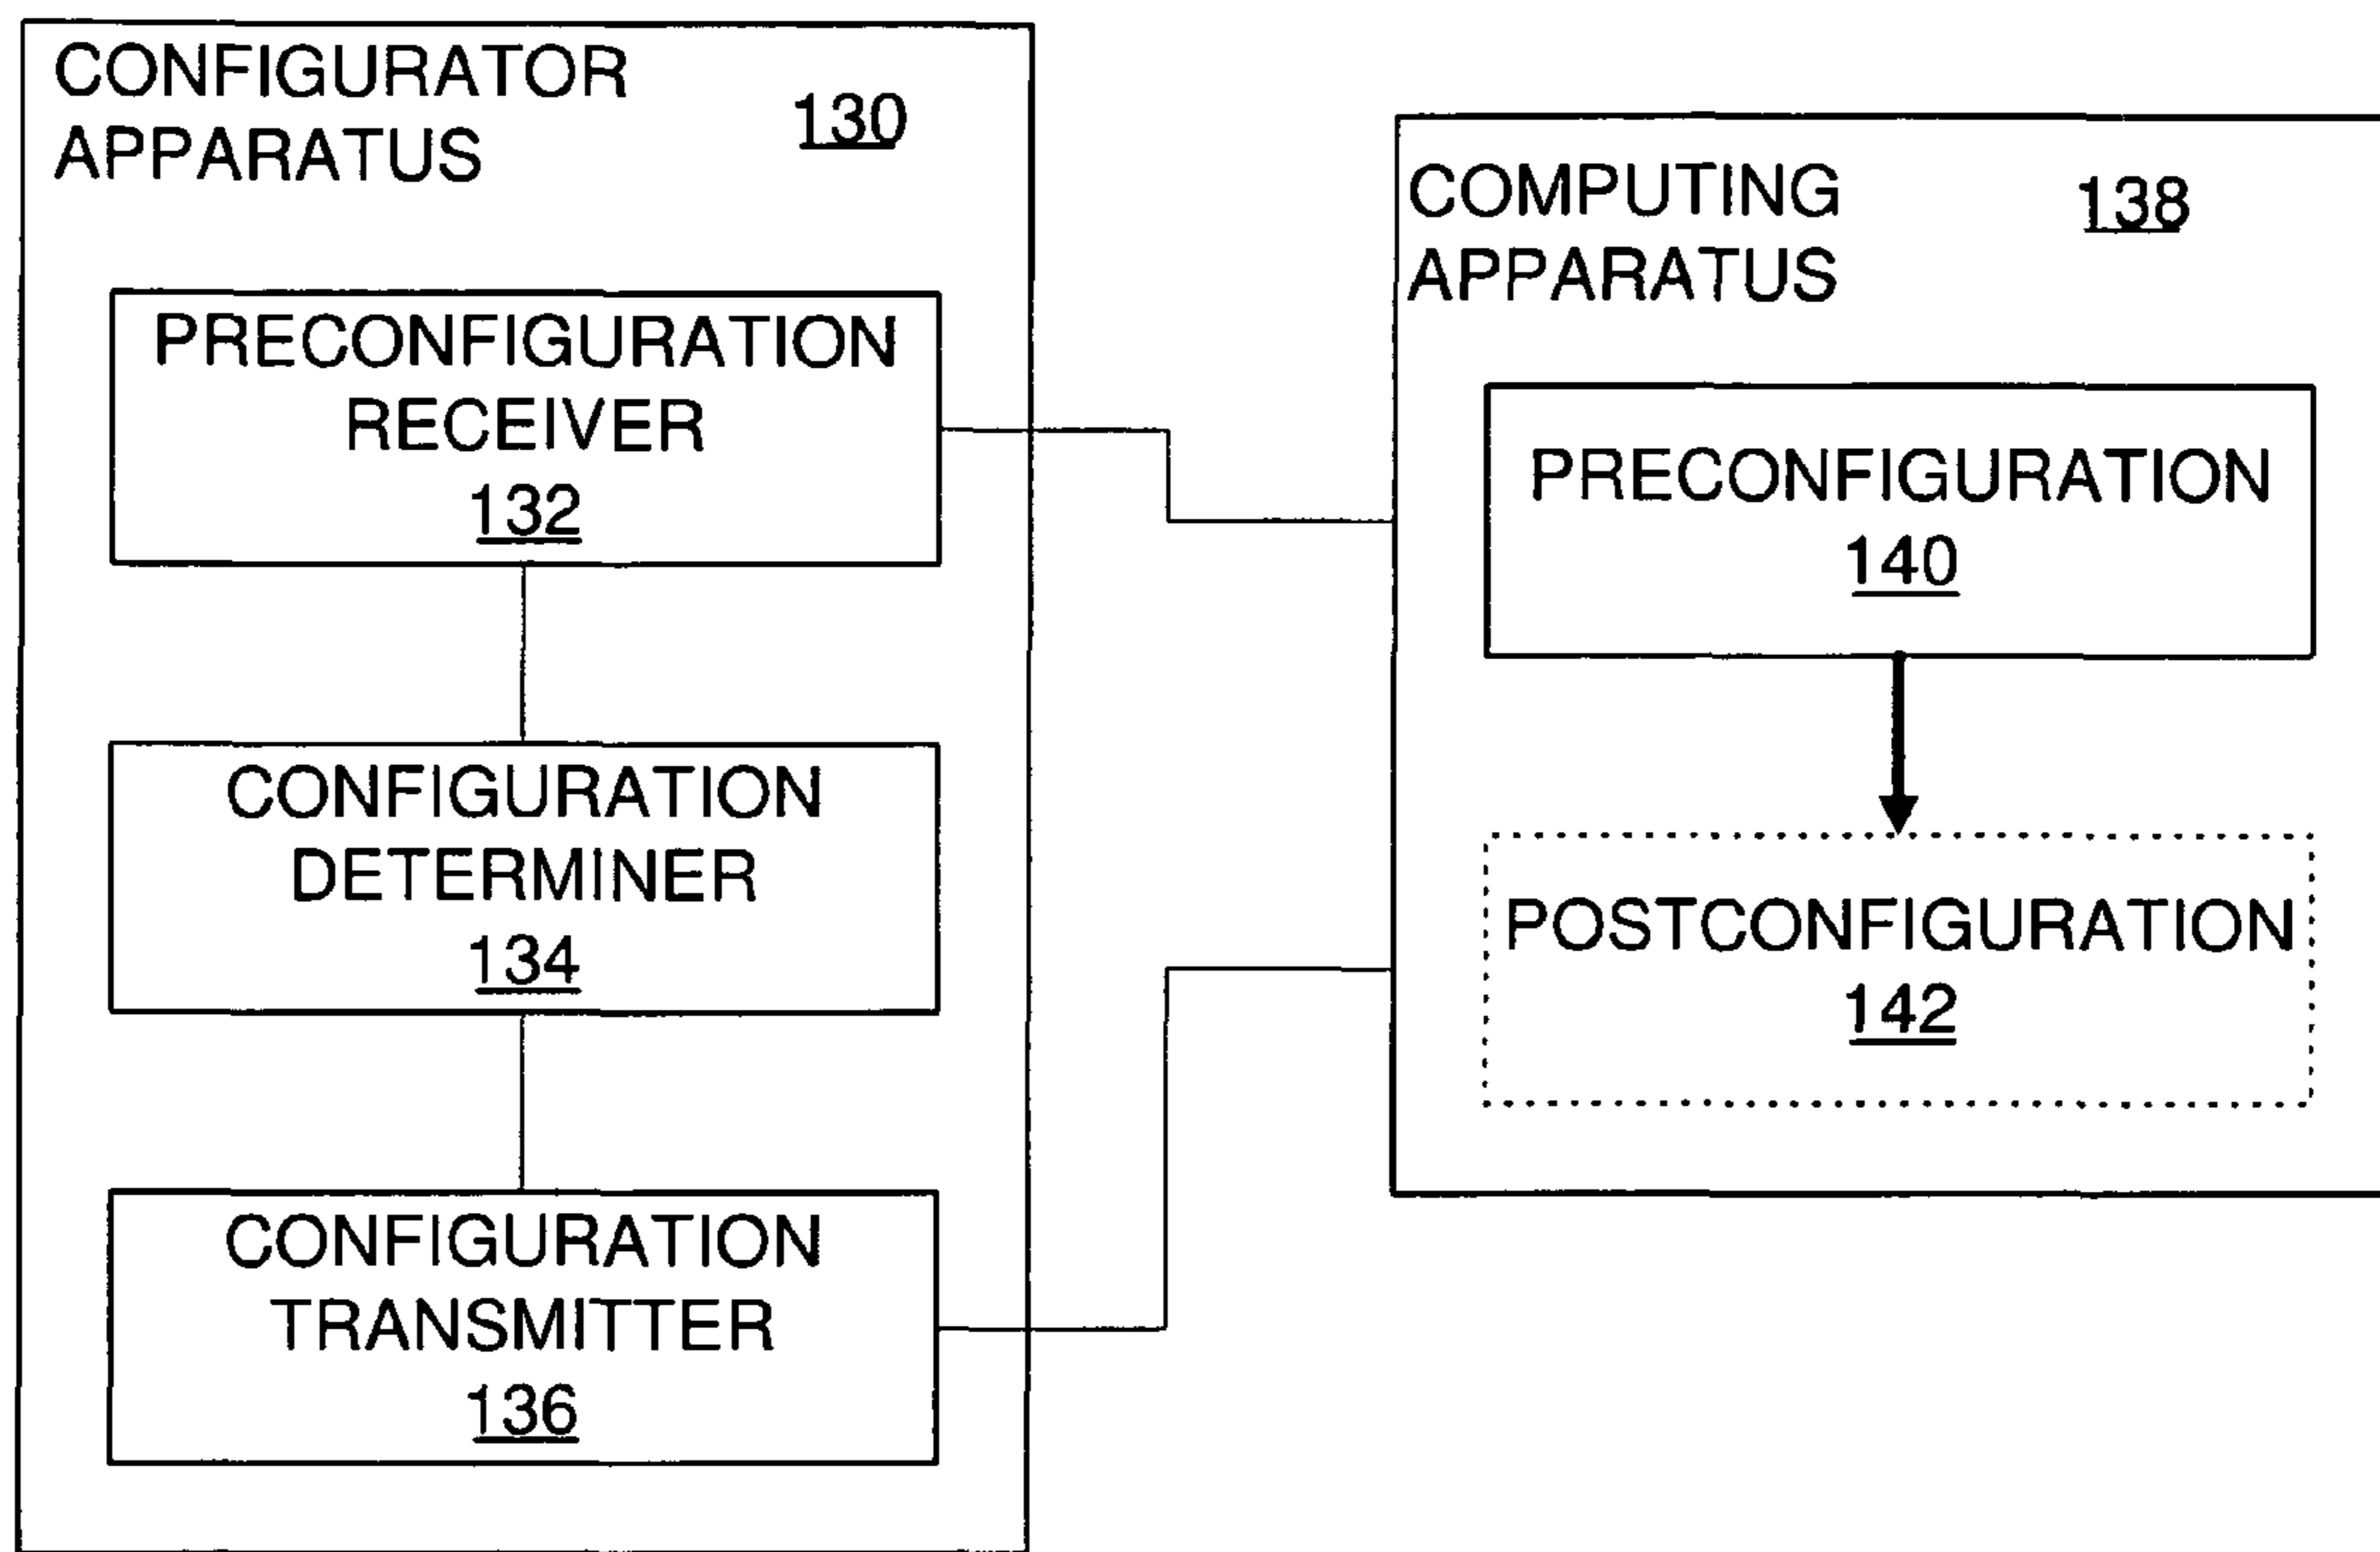 CONFIGURATOR
APPARATUS
130
PRECONFIGURATION
RECEIVER
132
CONFIGURATION
DETERMINER
134
CONFIGURATION
TRANSMITTER
136
COMPUTING
APPARATUS
138
PRECONFIGURATION
140
POSTCONFIGURATION
142